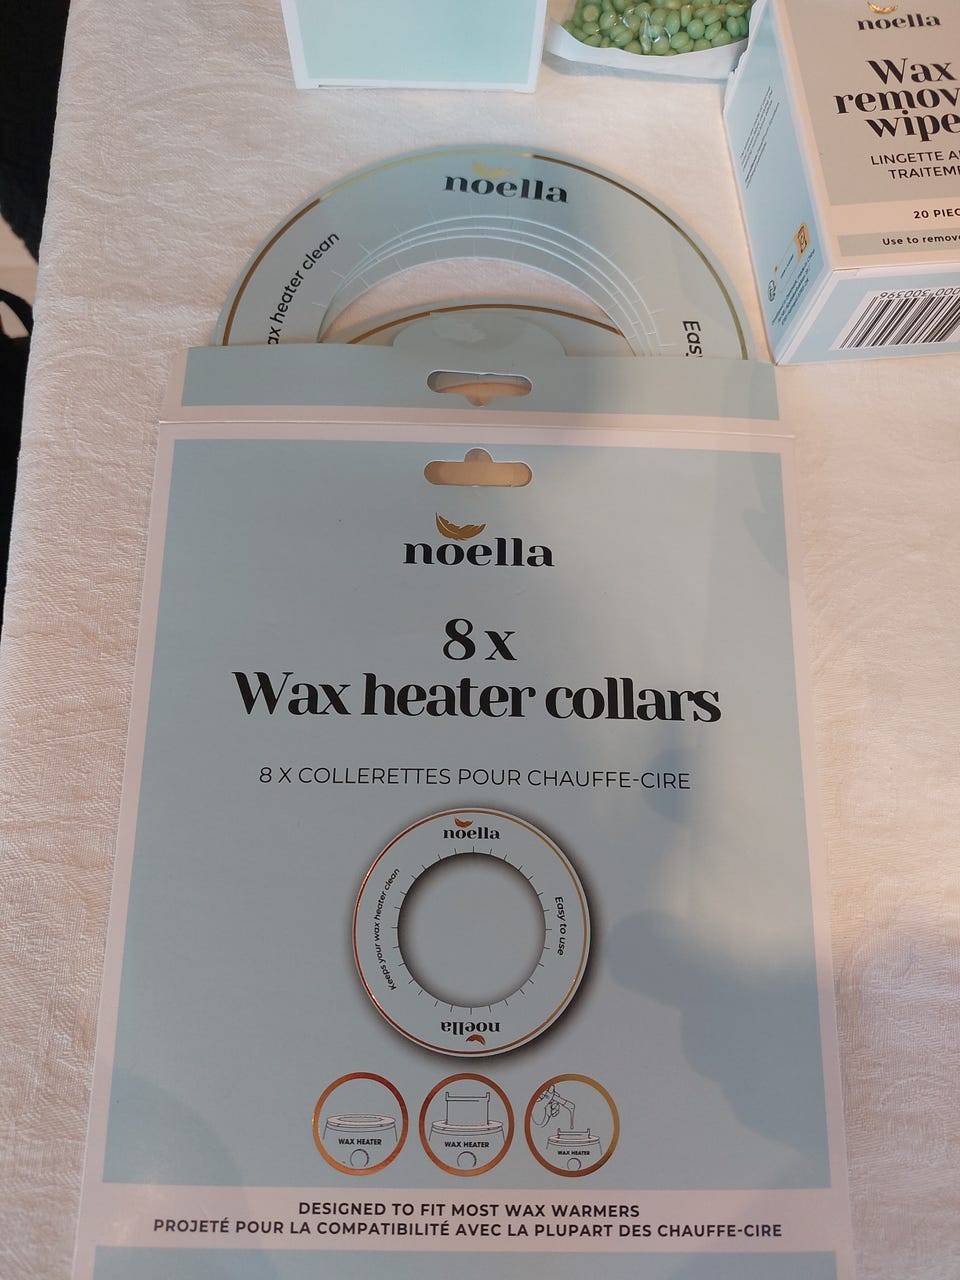 noella
Wax
remov
wipe
LINGETTE A
TRAITEM
20 PIEC
Use to remov
noella
ax heater clean
Eas
noella
8 x
Wax heater collars
8 X COLLERETTES POUR CHAUFFE-CIRE
noella
Keeps your wax heater clean
Easy to use
noella
WAX HEATER
WAX HEATER
WAX HEATER
DESIGNED TO FIT MOST WAX WARMERS
PROJETÉ POUR LA COMPATIBILITÉ AVEC LA PLUPART DES CHAUFFE-CIRE